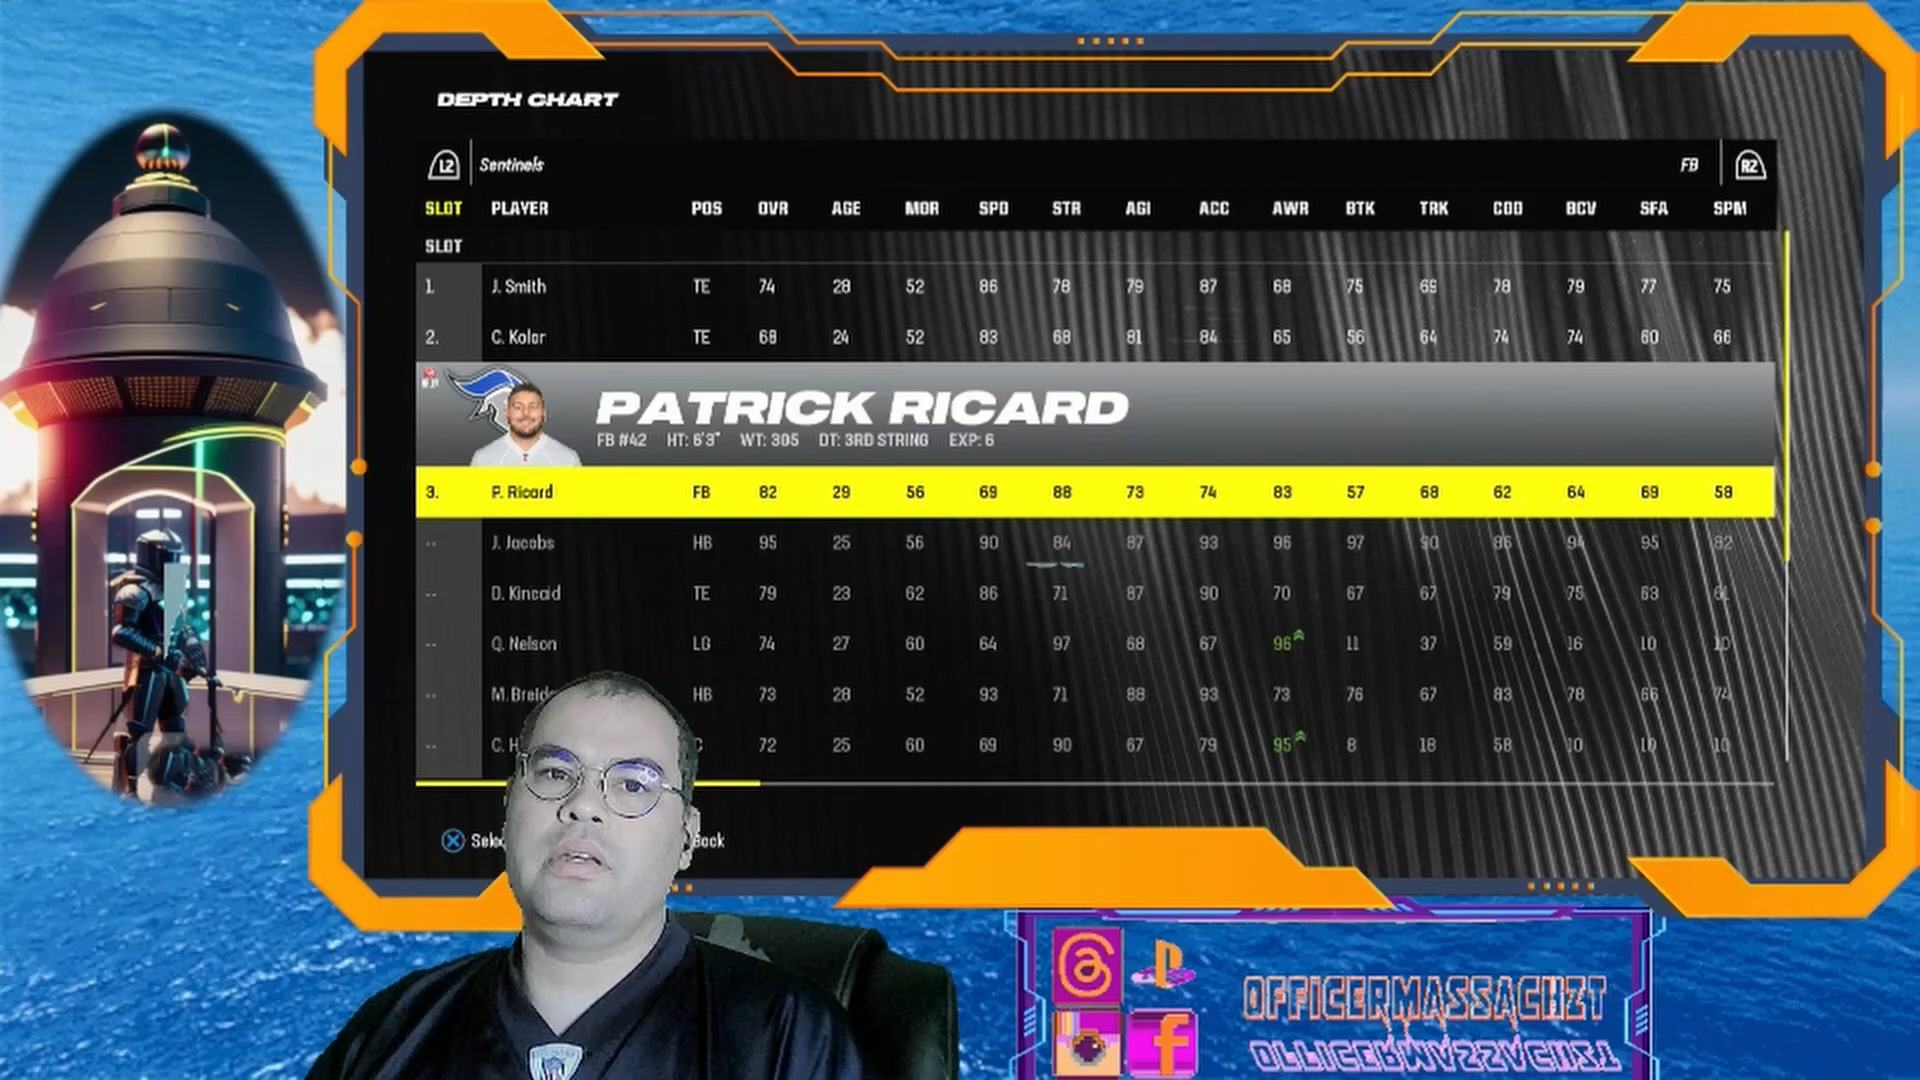 DEPTH CHART
L2 Sentinels FB R2
SLOT PLAYER POS OVR AGE MOR SPD STR AGI ACC AWR BTK TRK COD BCV SFA SPM
SLOT
1. J. Smith TE 74 28 52 86 78 79 87 68 75 69 78 79 77 75
2. C. Kolar TE 68 24 52 83 68 81 84 65 56 64 74 74 60 66
PATRICK RICARD
FB #42 HT: 6'3" WT: 305 DT: 3RD STRING EXP: 6
3. P. Ricard FB 82 29 56 69 88 73 74 83 57 68 62 64 69 58
-- J. Jacobs HB 95 25 56 90 84 87 93 96 97 90 86 94 95 82
-- D. Kincaid TE 79 23 62 86 71 87 90 70 67 67 79 75 63 61
-- Q. Nelson LG 74 27 60 64 97 68 67 96 11 37 59 16 10 10
-- M. Breid HB 73 28 52 93 71 88 93 73 76 67 83 78 66 74
-- C. H C 72 25 60 69 90 67 79 95 8 18 58 10 10 10
Selec Back
OFFICERMASSACHZT